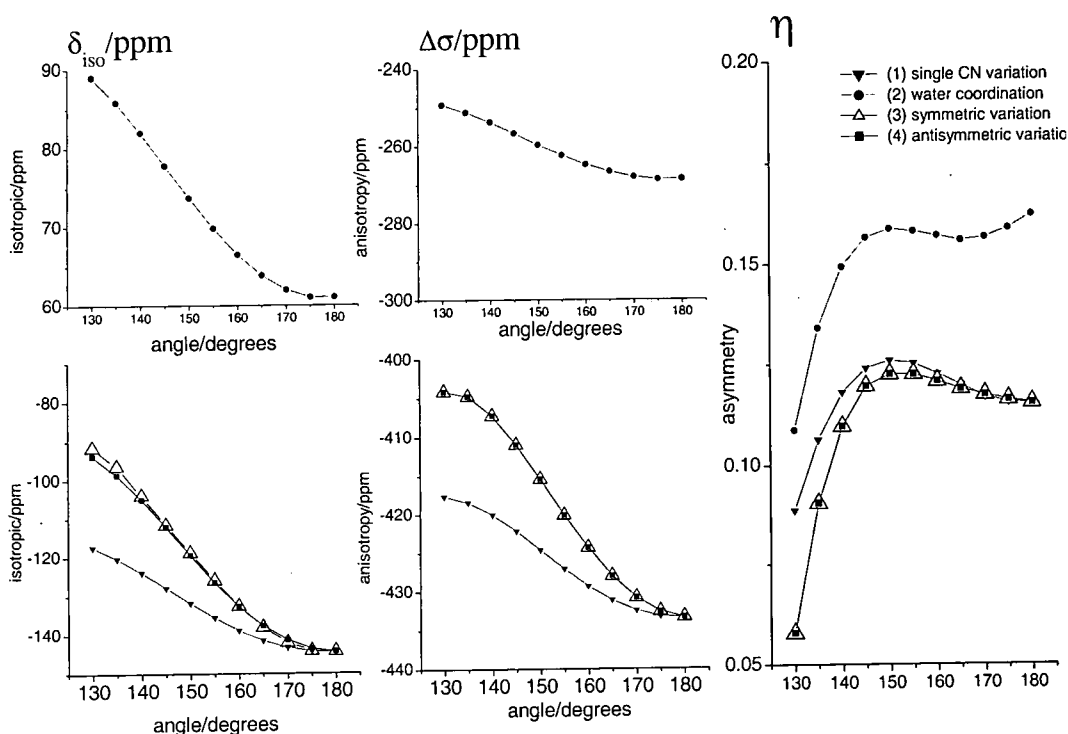 δiso/ppm
90
80
70
60
isotropic/ppm
130 140 150 160 170 180
angle/degrees
Δσ/ppm
-240
-260
-280
-300
anisotropy/ppm
130 140 150 160 170 180
angle/degrees
-80
-100
-120
-140
isotropic/ppm
130 140 150 160 170 180
angle/degrees
-400
-410
-420
-430
-440
anisotropy/ppm
130 140 150 160 170 180
angle/degrees
η
0.20
0.15
0.10
0.05
asymmetry
(1) single CN variation
(2) water coordination
(3) symmetric variation
(4) antisymmetric variatio
130 140 150 160 170 180
angle/degrees